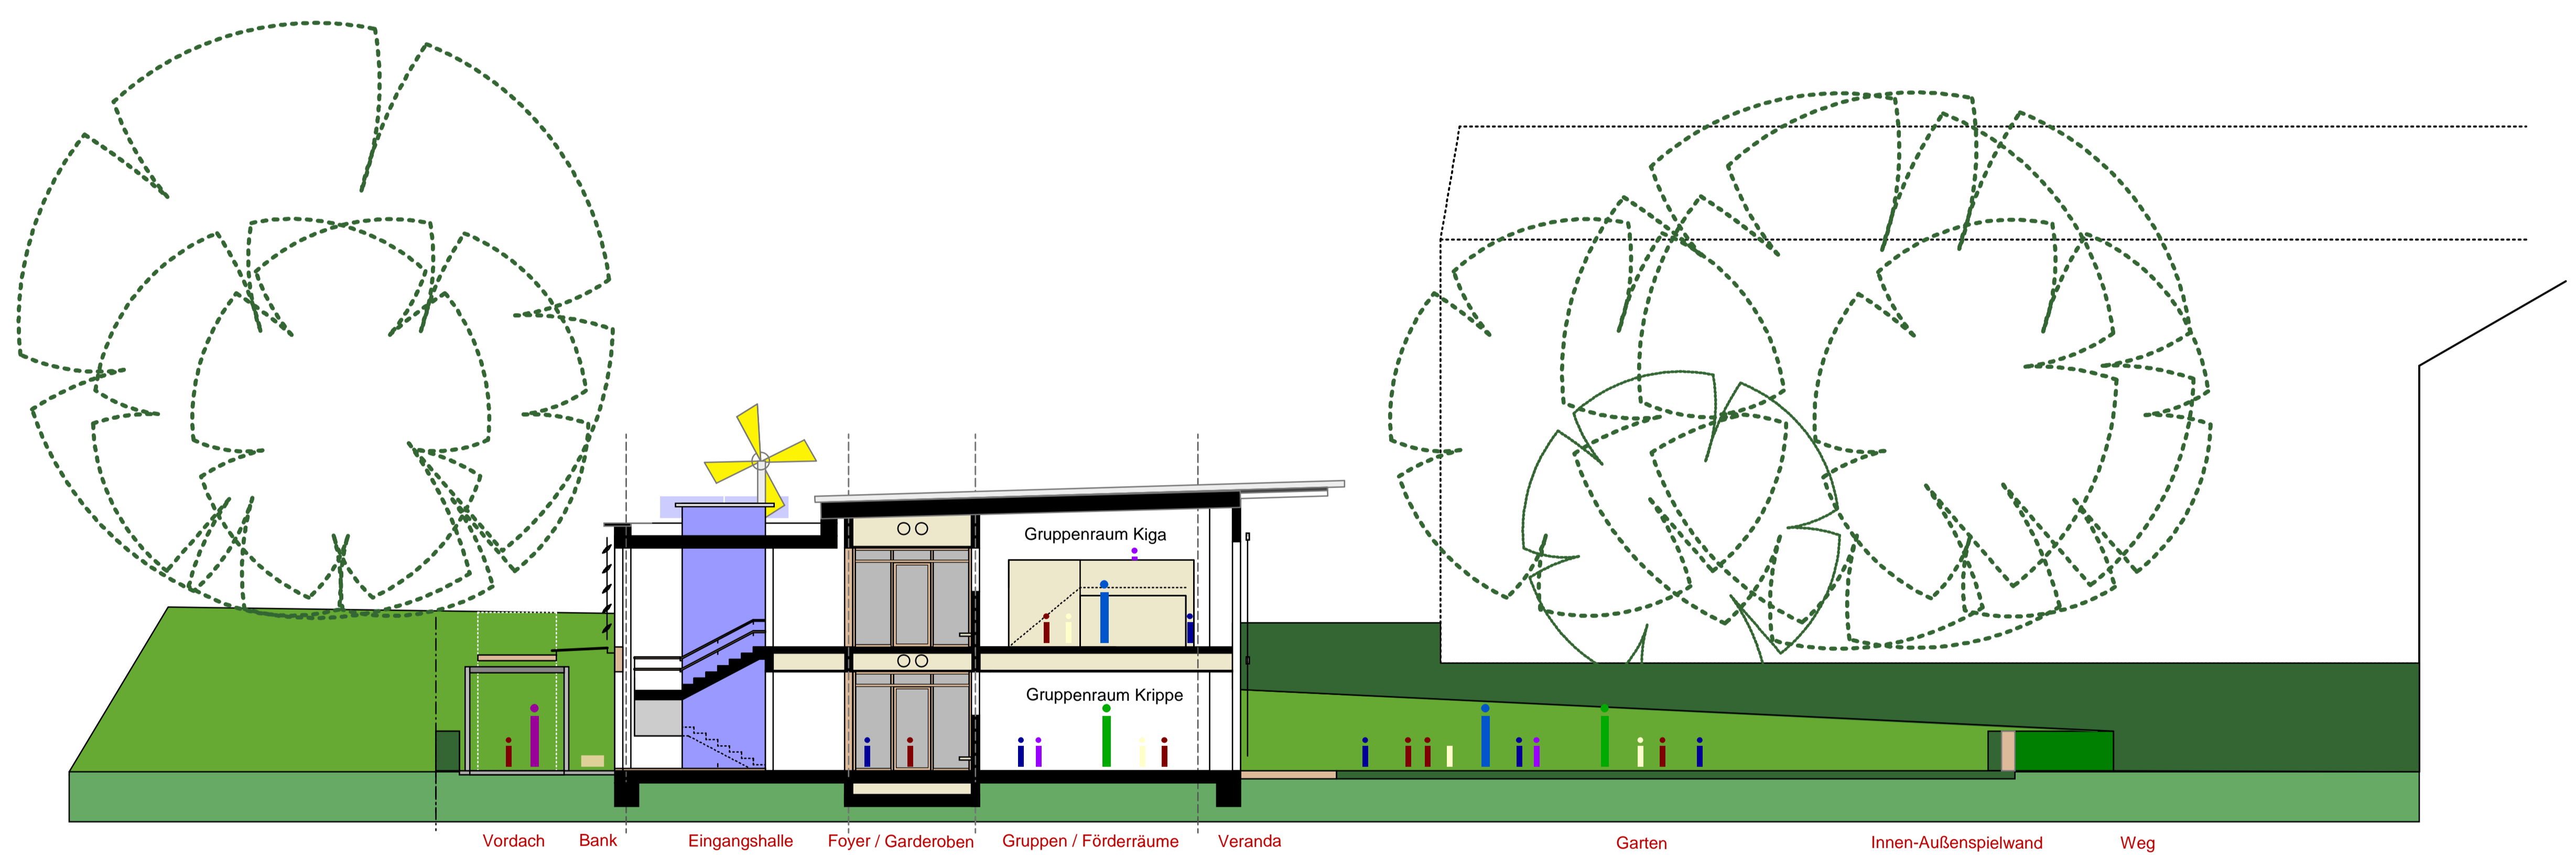 Gruppenraum Kiga
Gruppenraum Krippe
Vordach
Bank
Eingangshalle
Foyer / Garderoben
Gruppen / Förderräume
Veranda
Garten
Innen-Außenspielwand
Weg